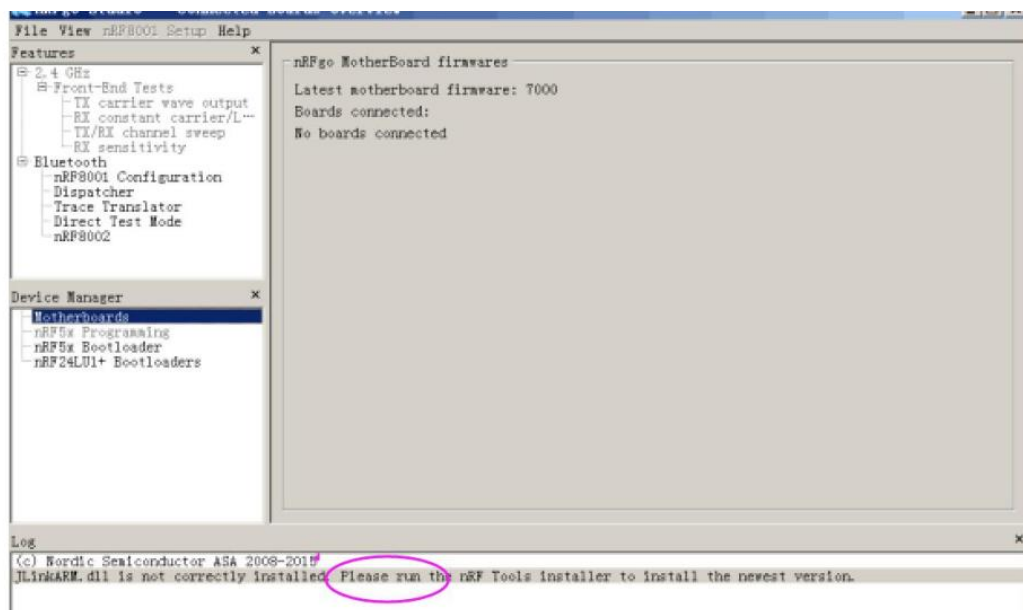 File View nRF8001 Setup Help
Features
2.4 GHz
Front-End Tests
TX carrier wave output
RX constant carrier/L…
TX/RX channel sweep
RX sensitivity
Bluetooth
nRF8001 Configuration
Dispatcher
Trace Translator
Direct Test Mode
nRF8002
Device Manager
Motherboards
nRF5x Programming
nRF5x Bootloader
nRF24LU1+ Bootloaders
nRFgo MotherBoard firmwares
Latest motherboard firmware: 7000
Boards connected:
No boards connected
Log
(c) Nordic Semiconductor ASA 2008-2015
JLinkARM.dll is not correctly installed. Please run the nRF Tools installer to install the newest version.